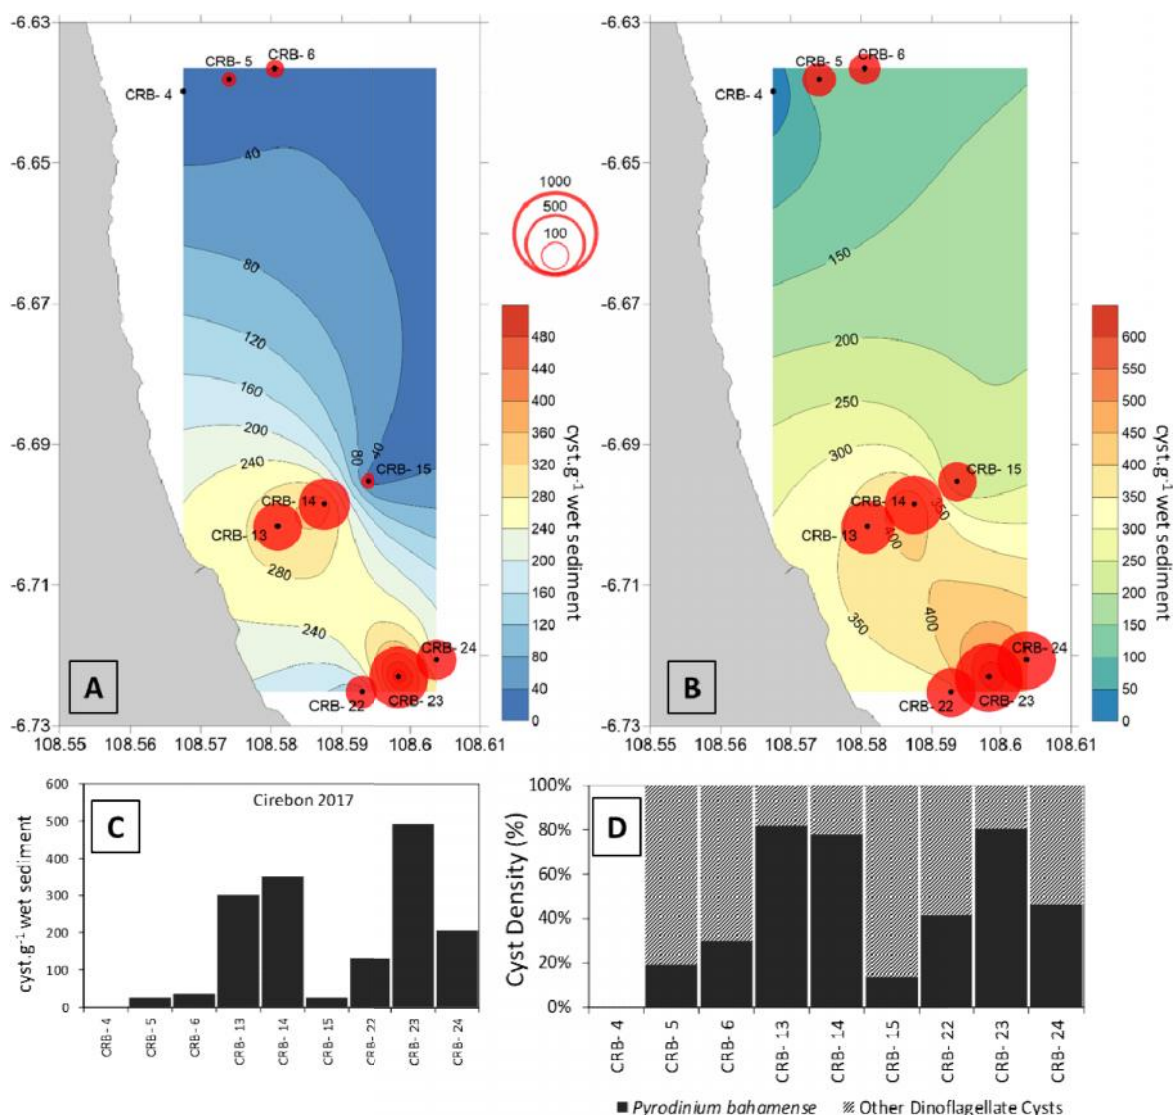 -6.63
-6.65
-6.67
-6.69
-6.71
-6.73
108.55 108.56 108.57 108.58 108.59 108.6 108.61
CRB- 4
CRB- 5
CRB- 6
40
80
120
160
200
240
80
40
CRB- 15
CRB- 14
CRB- 13
280
240
CRB- 24
CRB- 22
CRB- 23
A
1000
500
100
480
440
400
360
320
280
240
200
160
120
80
40
0
cyst.g-1 wet sediment
-6.63
-6.65
-6.67
-6.69
-6.71
-6.73
108.55 108.56 108.57 108.58 108.59 108.6 108.61
CRB- 4
CRB- 5
CRB- 6
150
200
250
300
CRB- 15
CRB- 14
350
CRB- 13
400
400
350
CRB- 24
CRB- 22
CRB- 23
B
600
550
500
450
400
350
300
250
200
150
100
50
0
cyst.g-1 wet sediment
C
Cirebon 2017
cyst.g-1 wet sediment
600
500
400
300
200
100
0
CRB- 4
CRB- 5
CRB- 6
CRB- 13
CRB- 14
CRB- 15
CRB- 22
CRB- 23
CRB- 24
D
Cyst Density (%)
100%
80%
60%
40%
20%
0%
CRB- 4
CRB- 5
CRB- 6
CRB- 13
CRB- 14
CRB- 15
CRB- 22
CRB- 23
CRB- 24
Pyrodinium bahamense
Other Dinoflagellate Cysts